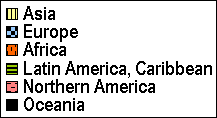 Asia
Europe
Africa
Latin America, Caribbean
Northern America
Oceania